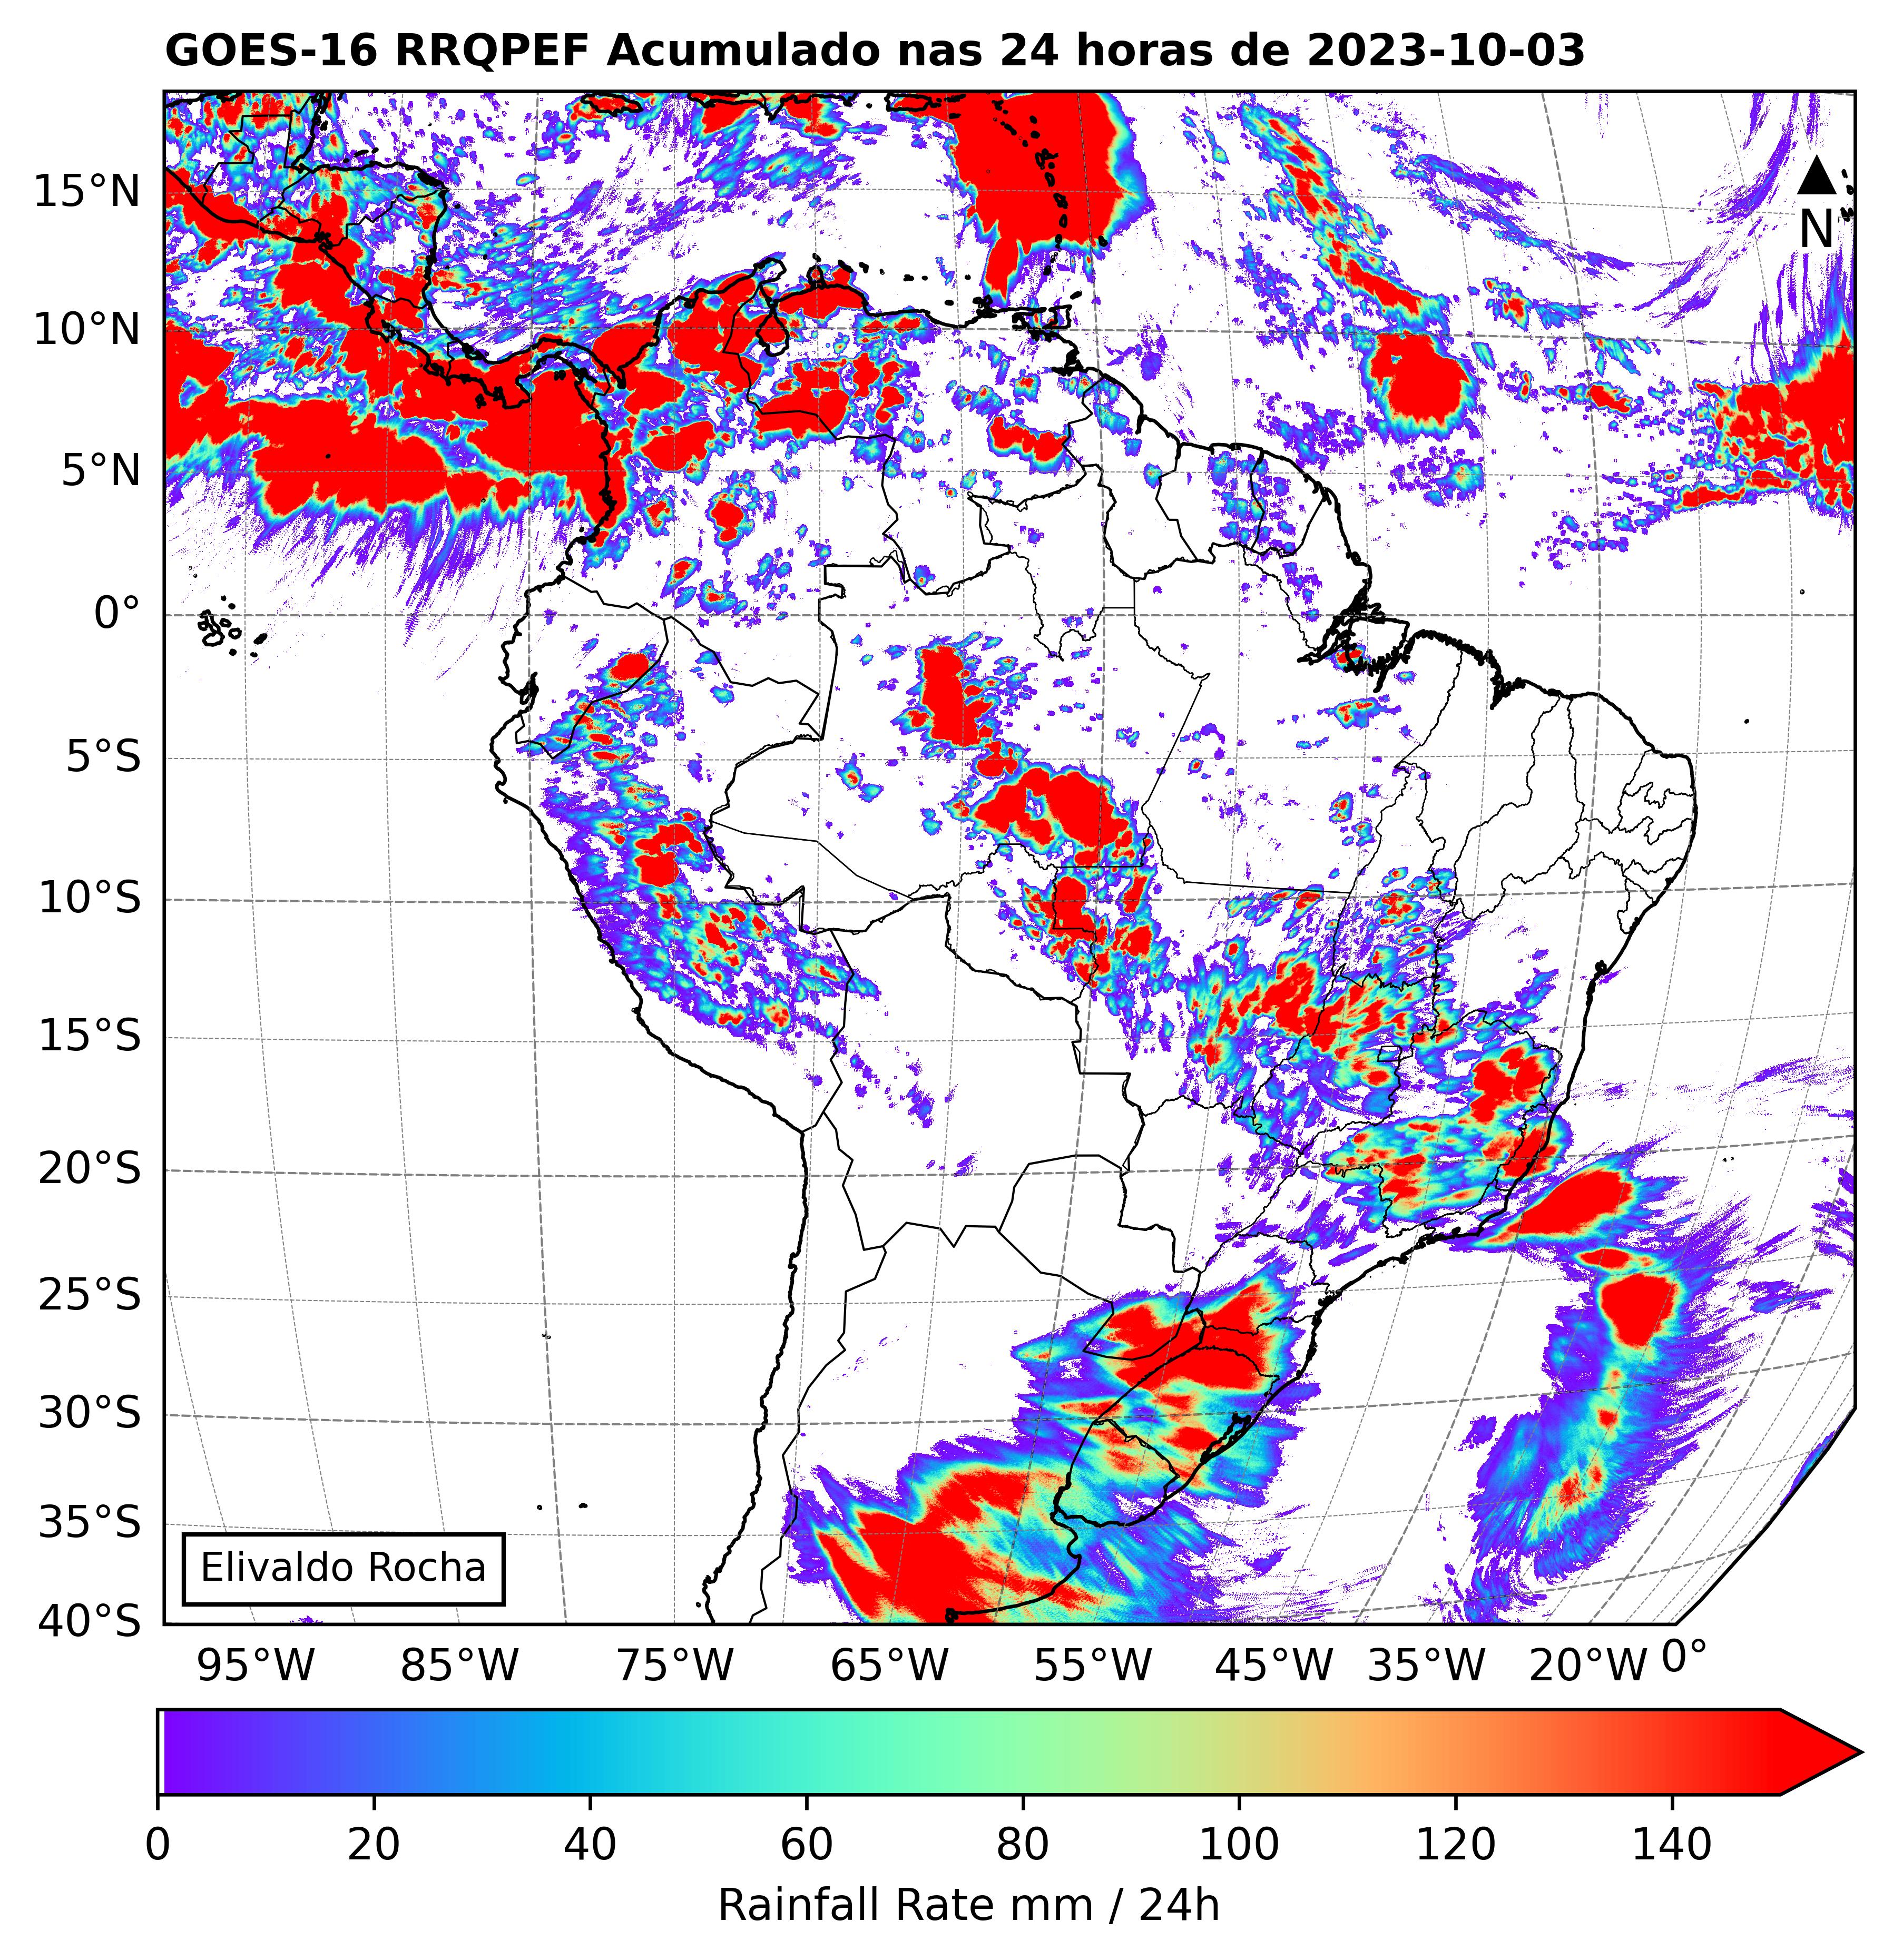 GOES-16 RRQPEF Acumulado nas 24 horas de 2023-10-03
N
15°N
10°N
5°N
0°
5°S
10°S
15°S
20°S
25°S
30°S
35°S
40°S
Elivaldo Rocha
95°W 85°W 75°W 65°W 55°W 45°W 35°W 20°W 0°
0 20 40 60 80 100 120 140
Rainfall Rate mm / 24h